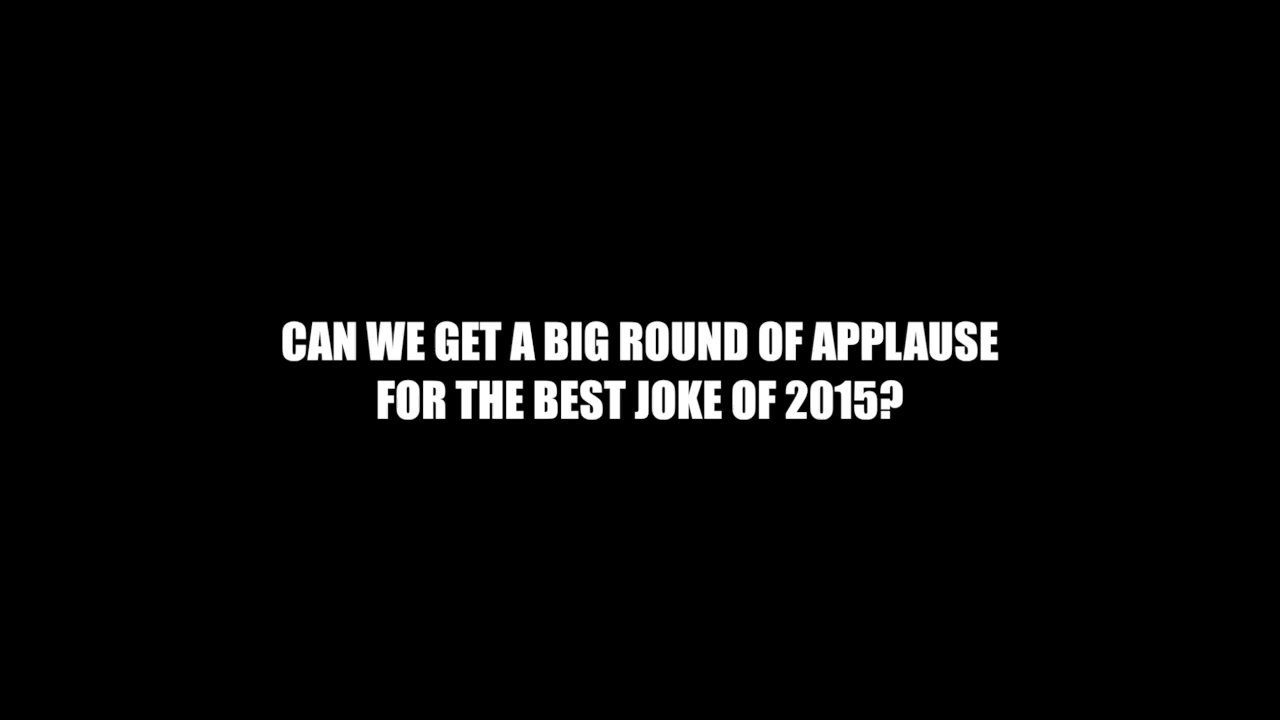 CAN WE GET A BIG ROUND OF APPLAUSE
FOR THE BEST JOKE OF 2015?